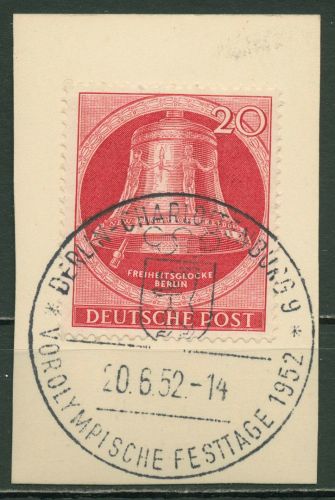 20
FREIHEITSGLOCKE
BERLIN
DEUTSCHE POST
* BERLIN-CHARLOTTENBURG 9 *
20.6.52.-14
VOROLYMPISCHE FESTTAGE 1952